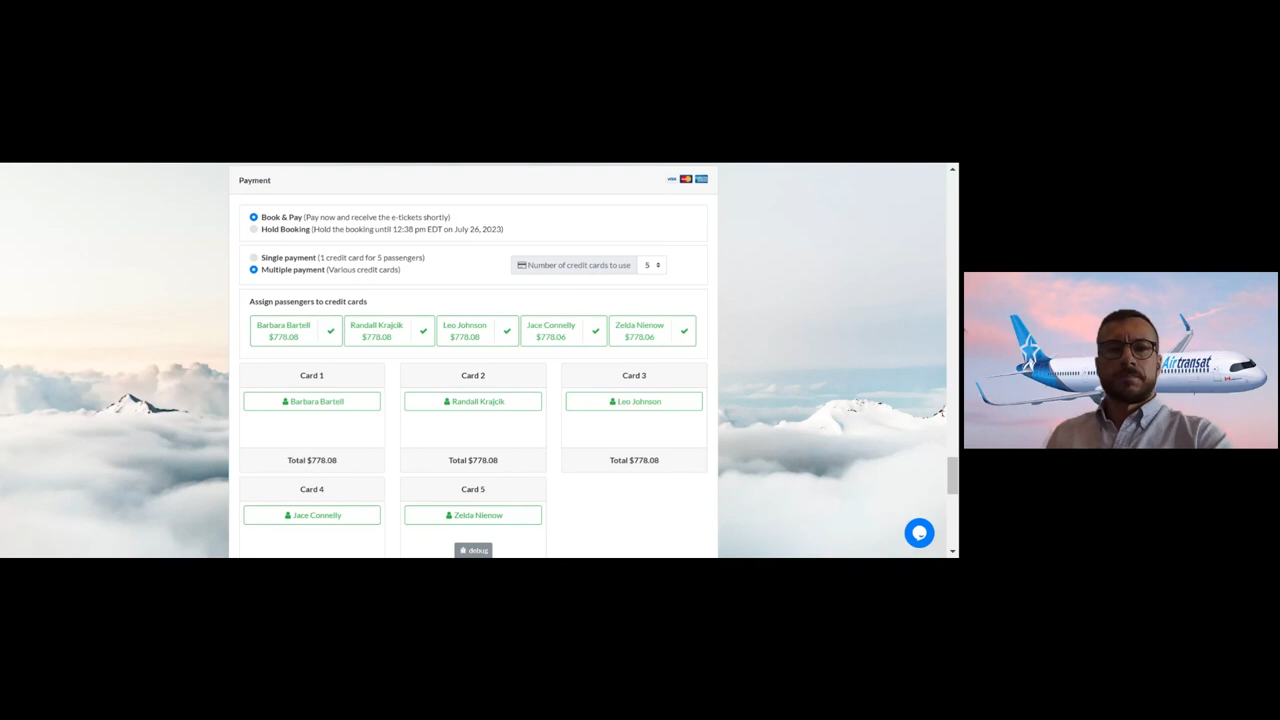 Payment
VISA
Book & Pay (Pay now and receive the e-tickets shortly)
Hold Booking (Hold the booking until 12:38 pm EDT on July 26, 2023)
Single payment (1 credit card for 5 passengers)
Multiple payment (Various credit cards)
Number of credit cards to use 5
Assign passengers to credit cards
Barbara Bartell Randall Krajcik Leo Johnson Jace Connelly Zelda Nienow
$778.08 $778.08 $778.08 $778.06 $778.06
Card 1 Card 2 Card 3
Barbara Bartell Randall Krajcik Leo Johnson
Total $778.08 Total $778.08 Total $778.08
Card 4 Card 5
Jace Connelly Zelda Nienow
debug
Air transat